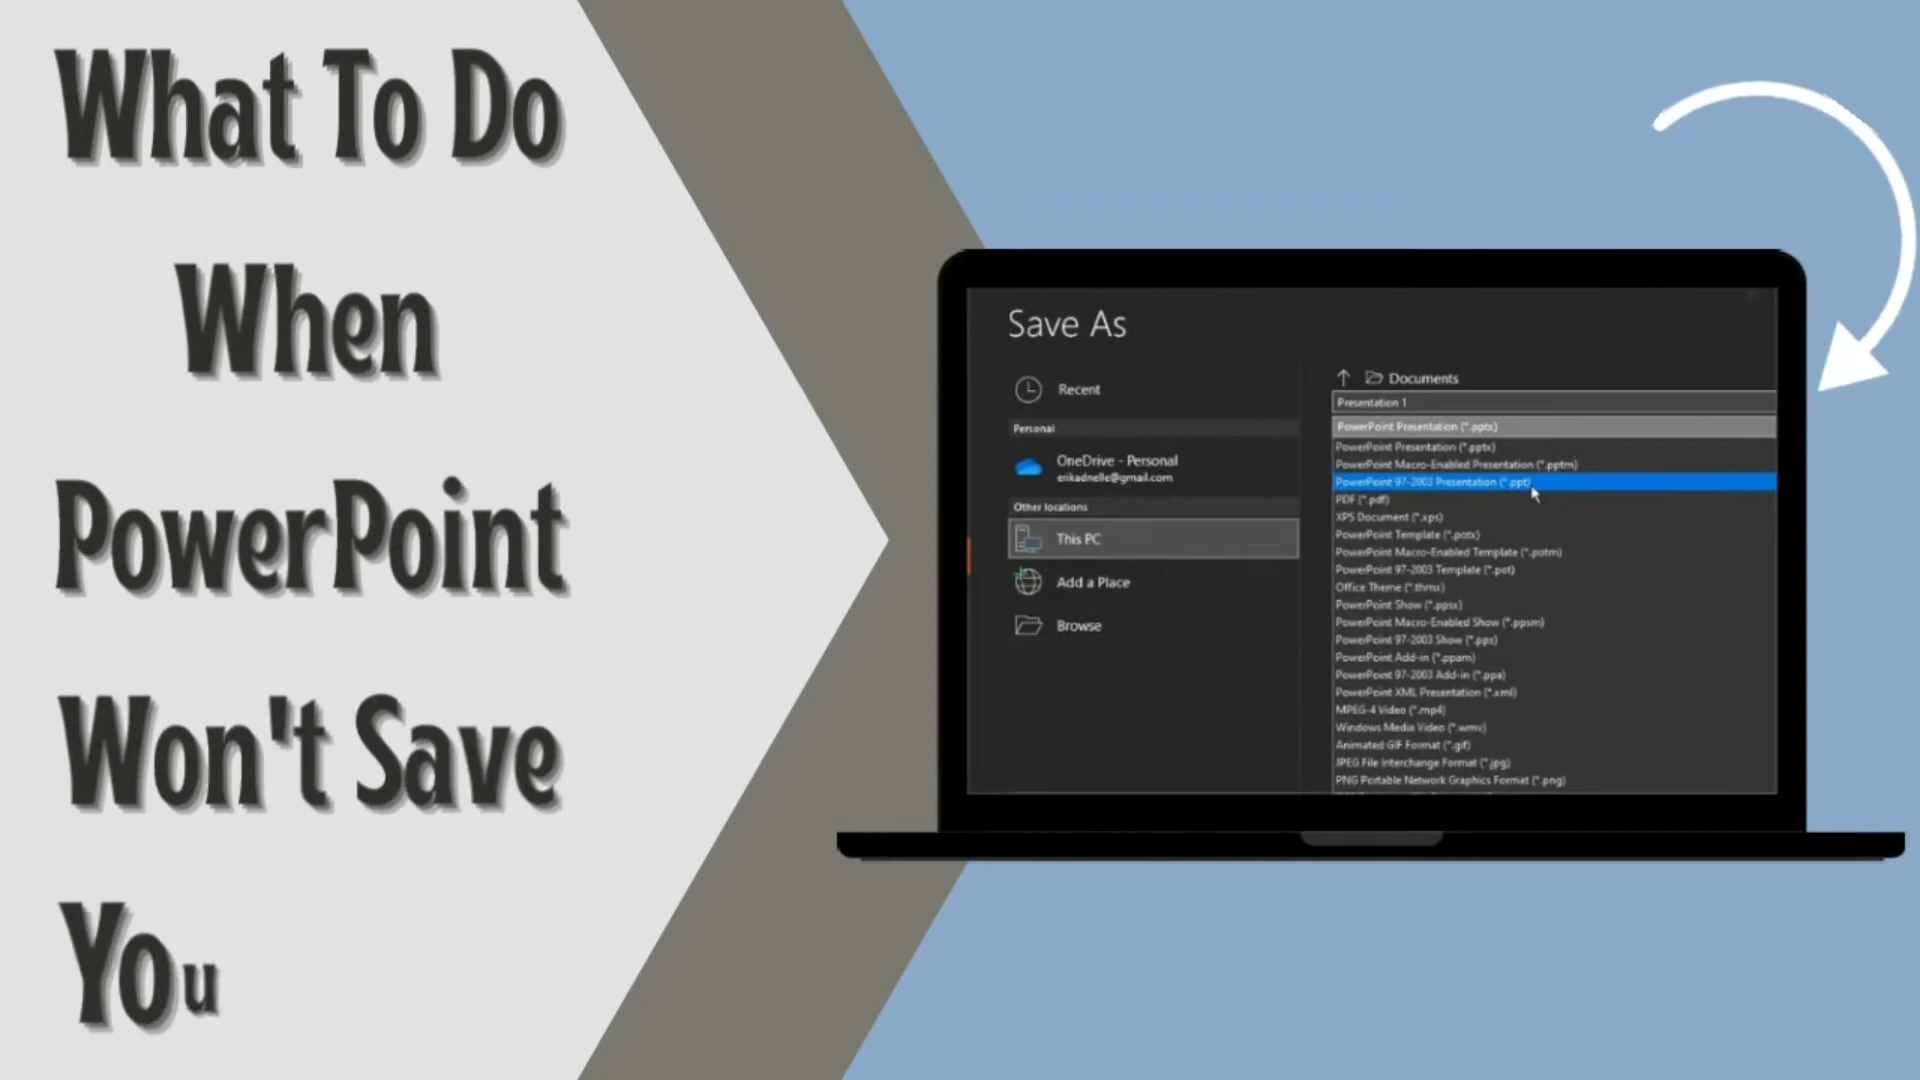 What To Do
When
PowerPoint
Won't Save
You
Save As
Recent
Personal
OneDrive - Personal
erikadnelle@gmail.com
Other locations
This PC
Add a Place
Browse
Documents
Presentation 1
PowerPoint Presentation (*.pptx)
PowerPoint Presentation (*.pptx)
PowerPoint Macro-Enabled Presentation (*.pptm)
PowerPoint 97-2003 Presentation (*.ppt)
PDF (*.pdf)
XPS Document (*.xps)
PowerPoint Template (*.potx)
PowerPoint Macro-Enabled Template (*.potm)
PowerPoint 97-2003 Template (*.pot)
Office Theme (*.thmx)
PowerPoint Show (*.ppsx)
PowerPoint Macro-Enabled Show (*.ppsm)
PowerPoint 97-2003 Show (*.pps)
PowerPoint Add-in (*.ppam)
PowerPoint 97-2003 Add-in (*.ppa)
PowerPoint XML Presentation (*.xml)
MPEG-4 Video (*.mp4)
Windows Media Video (*.wmv)
Animated GIF Format (*.gif)
JPEG File Interchange Format (*.jpg)
PNG Portable Network Graphics Format (*.png)